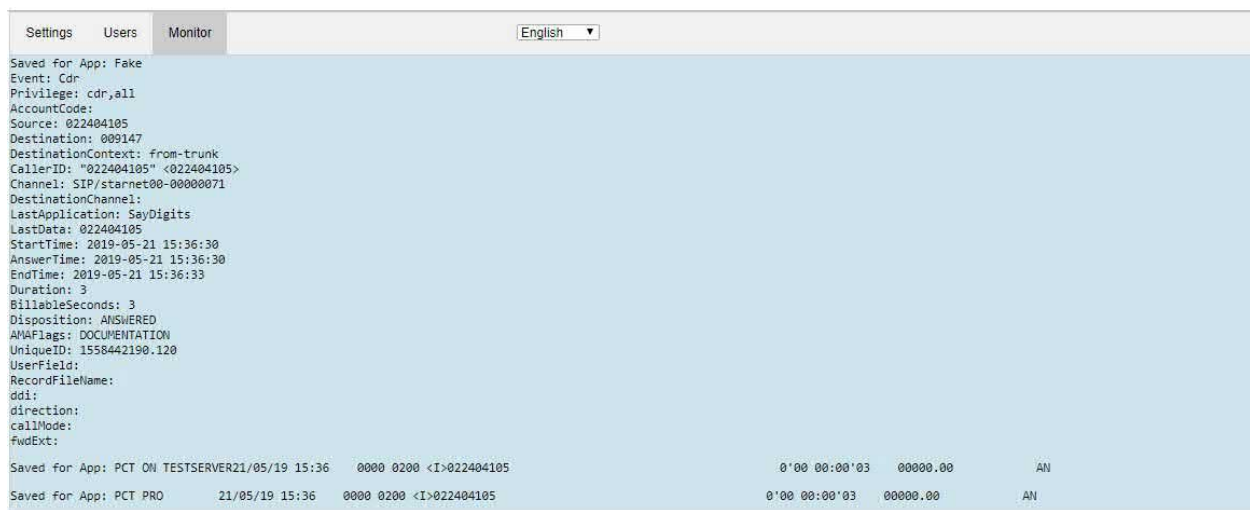 Settings Users Monitor English ▼
Saved for App: Fake
Event: Cdr
Privilege: cdr,all
AccountCode:
Source: 022404105
Destination: 009147
DestinationContext: from-trunk
CallerID: "022404105" <022404105>
Channel: SIP/starnet00-00000071
DestinationChannel:
LastApplication: SayDigits
LastData: 022404105
StartTime: 2019-05-21 15:36:30
AnswerTime: 2019-05-21 15:36:30
EndTime: 2019-05-21 15:36:33
Duration: 3
BillableSeconds: 3
Disposition: ANSWERED
AMAFlags: DOCUMENTATION
UniqueID: 1558442190.120
UserField:
RecordFileName:
ddi:
direction:
callMode:
fwdExt:
Saved for App: PCT ON TESTSERVER21/05/19 15:36 0000 0200 <I>022404105 0'00 00:00'03 00000.00 AN
Saved for App: PCT PRO 21/05/19 15:36 0000 0200 <I>022404105 0'00 00:00'03 00000.00 AN